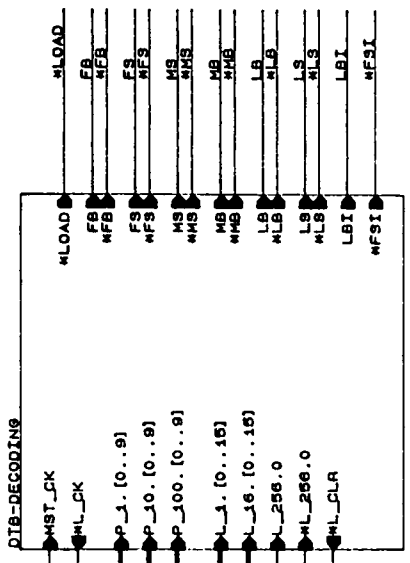 DTB-DECODING
*MST_CK
*L_CK
P_1.[0..9]
P_10.[0..9]
P_100.[0..9]
L_1.[0..15]
L_16.[0..15]
L_256.0
*L_256.0
*L_CLR
*LOAD
FB
*FB
FS
*FS
MS
*MS
MB
*MB
LB
*LB
LS
*LS
LBI
*FSI
*LOAD
FB
*FB
FS
*FS
MS
*MS
MB
*MB
LB
*LB
LS
*LS
LBI
*FSI